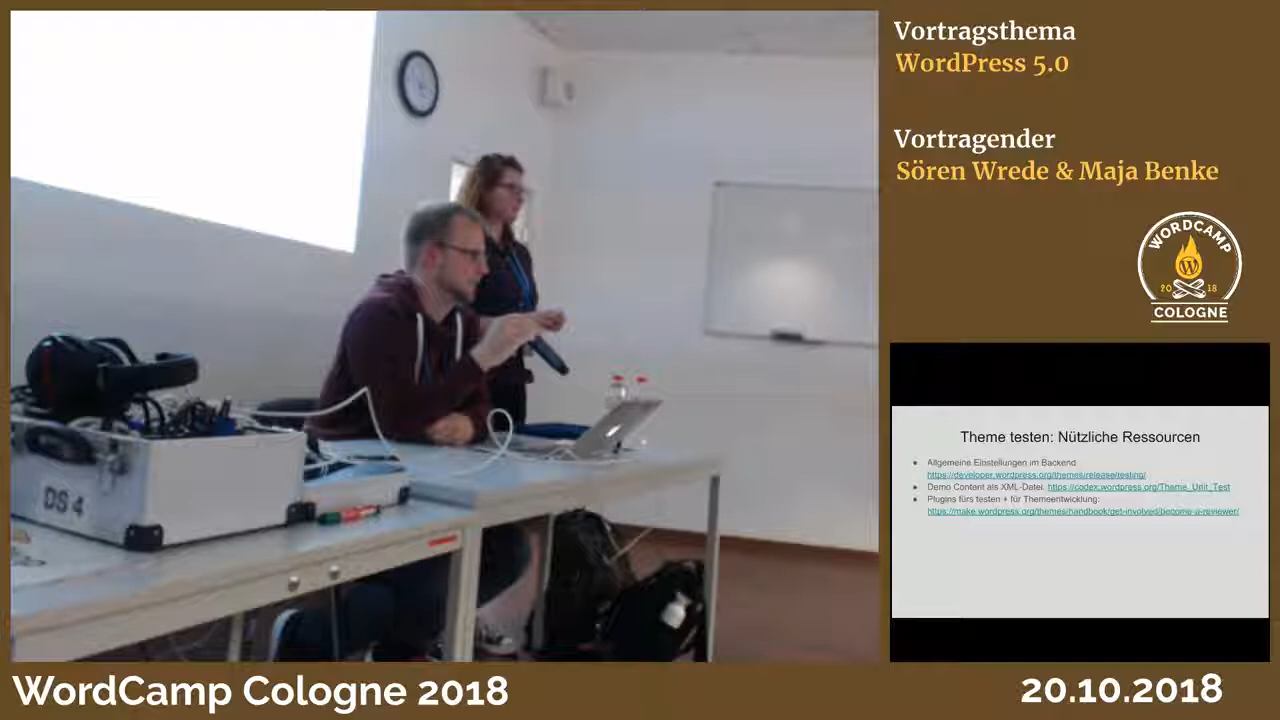 Vortragsthema
WordPress 5.0
Vortragender
Sören Wrede & Maja Benke
WORDCAMP
2018
COLOGNE
Theme testen: Nützliche Ressourcen
Allgemeine Einstellungen im Backend
https://developer.wordpress.org/themes/release/testing/
Demo Content als XML-Datei: https://codex.wordpress.org/Theme_Unit_Test
Plugins fürs testen + für Themeentwicklung:
https://make.wordpress.org/themes/handbook/get-involved/become-a-reviewer/
DS 4
WordCamp Cologne 2018
20.10.2018